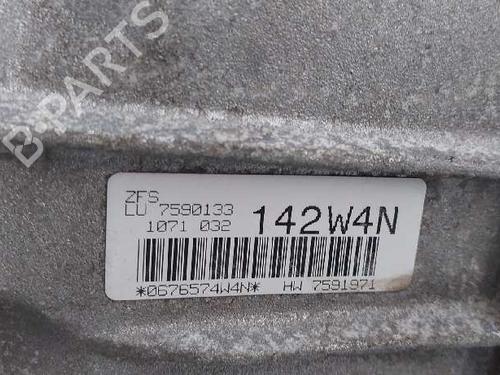 B-PARTS
ZFS
LU 7590133
1071 032
142W4N
*0676574W4N* HW 7591971